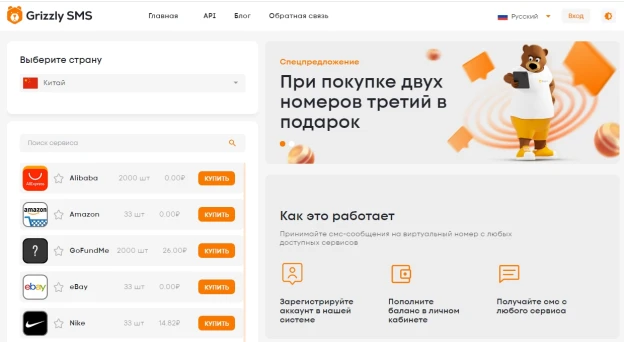 Grizzly SMS
Главная
API
Блог
Обратная связь
Русский
Вход
Выберите страну
Китай
Поиск сервиса
AliExpress
Alibaba
2000 шт
0.00₽
КУПИТЬ
amazon
Amazon
33 шт
0.00₽
КУПИТЬ
?
GoFundMe
2000 шт
26.00₽
КУПИТЬ
ebay
eBay
33 шт
0.00₽
КУПИТЬ
Nike
33 шт
14.82₽
КУПИТЬ
Спецпредложение
При покупке двух
номеров третий в
подарок
Как это работает
Принимайте смс-сообщения на виртуальный номер с любых
доступных сервисов
Зарегистрируйте
аккаунт в нашей
системе
Пополните
баланс в личном
кабинете
Получайте смс с
любого сервиса